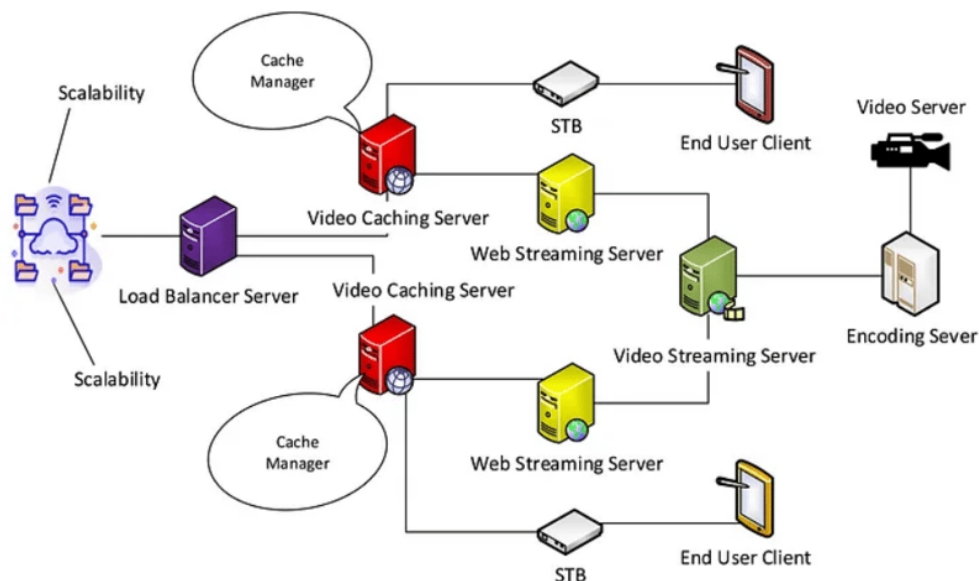 Cache
Manager
Scalability
STB
End User Client
Video Server
Video Caching Server
Web Streaming Server
Load Balancer Server
Video Caching Server
Video Streaming Server
Encoding Sever
Scalability
Cache
Manager
Web Streaming Server
STB
End User Client